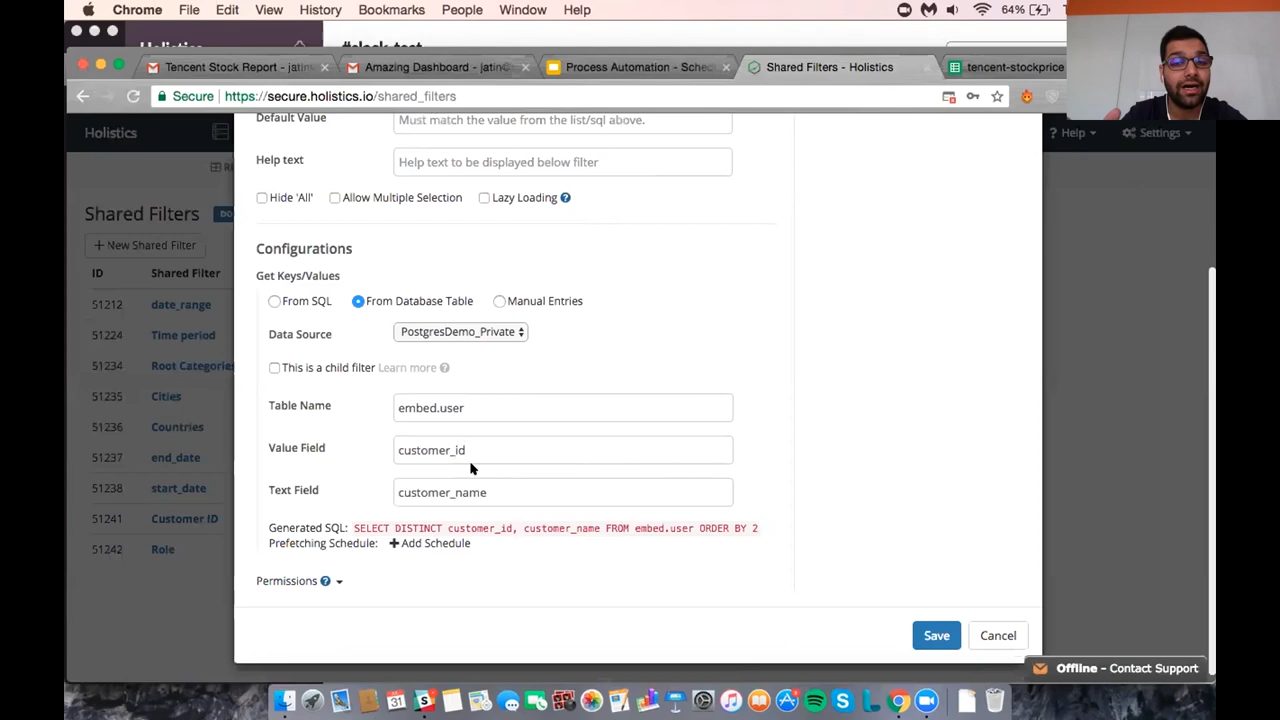 Chrome File Edit View History Bookmarks People Window Help 64%
Holistics
#slack-test
Tencent Stock Report - jatin
Amazing Dashboard - jatin
Process Automation - Sched
Shared Filters - Holistics
tencent-stockprice
Secure https://secure.holistics.io/shared_filters
Holistics
Help Settings
Default Value Must match the value from the list/sql above.
Help text Help text to be displayed below filter
Hide 'All' Allow Multiple Selection Lazy Loading
Shared Filters
+ New Shared Filter
ID Shared Filter
51212 date_range
51224 Time period
51234 Root Categories
51235 Cities
51236 Countries
51237 end_date
51238 start_date
51241 Customer ID
51242 Role
Configurations
Get Keys/Values
From SQL From Database Table Manual Entries
Data Source PostgresDemo_Private
This is a child filter Learn more
Table Name embed.user
Value Field customer_id
Text Field customer_name
Generated SQL: SELECT DISTINCT customer_id, customer_name FROM embed.user ORDER BY 2
Prefetching Schedule: + Add Schedule
Permissions
Save Cancel
Offline - Contact Support